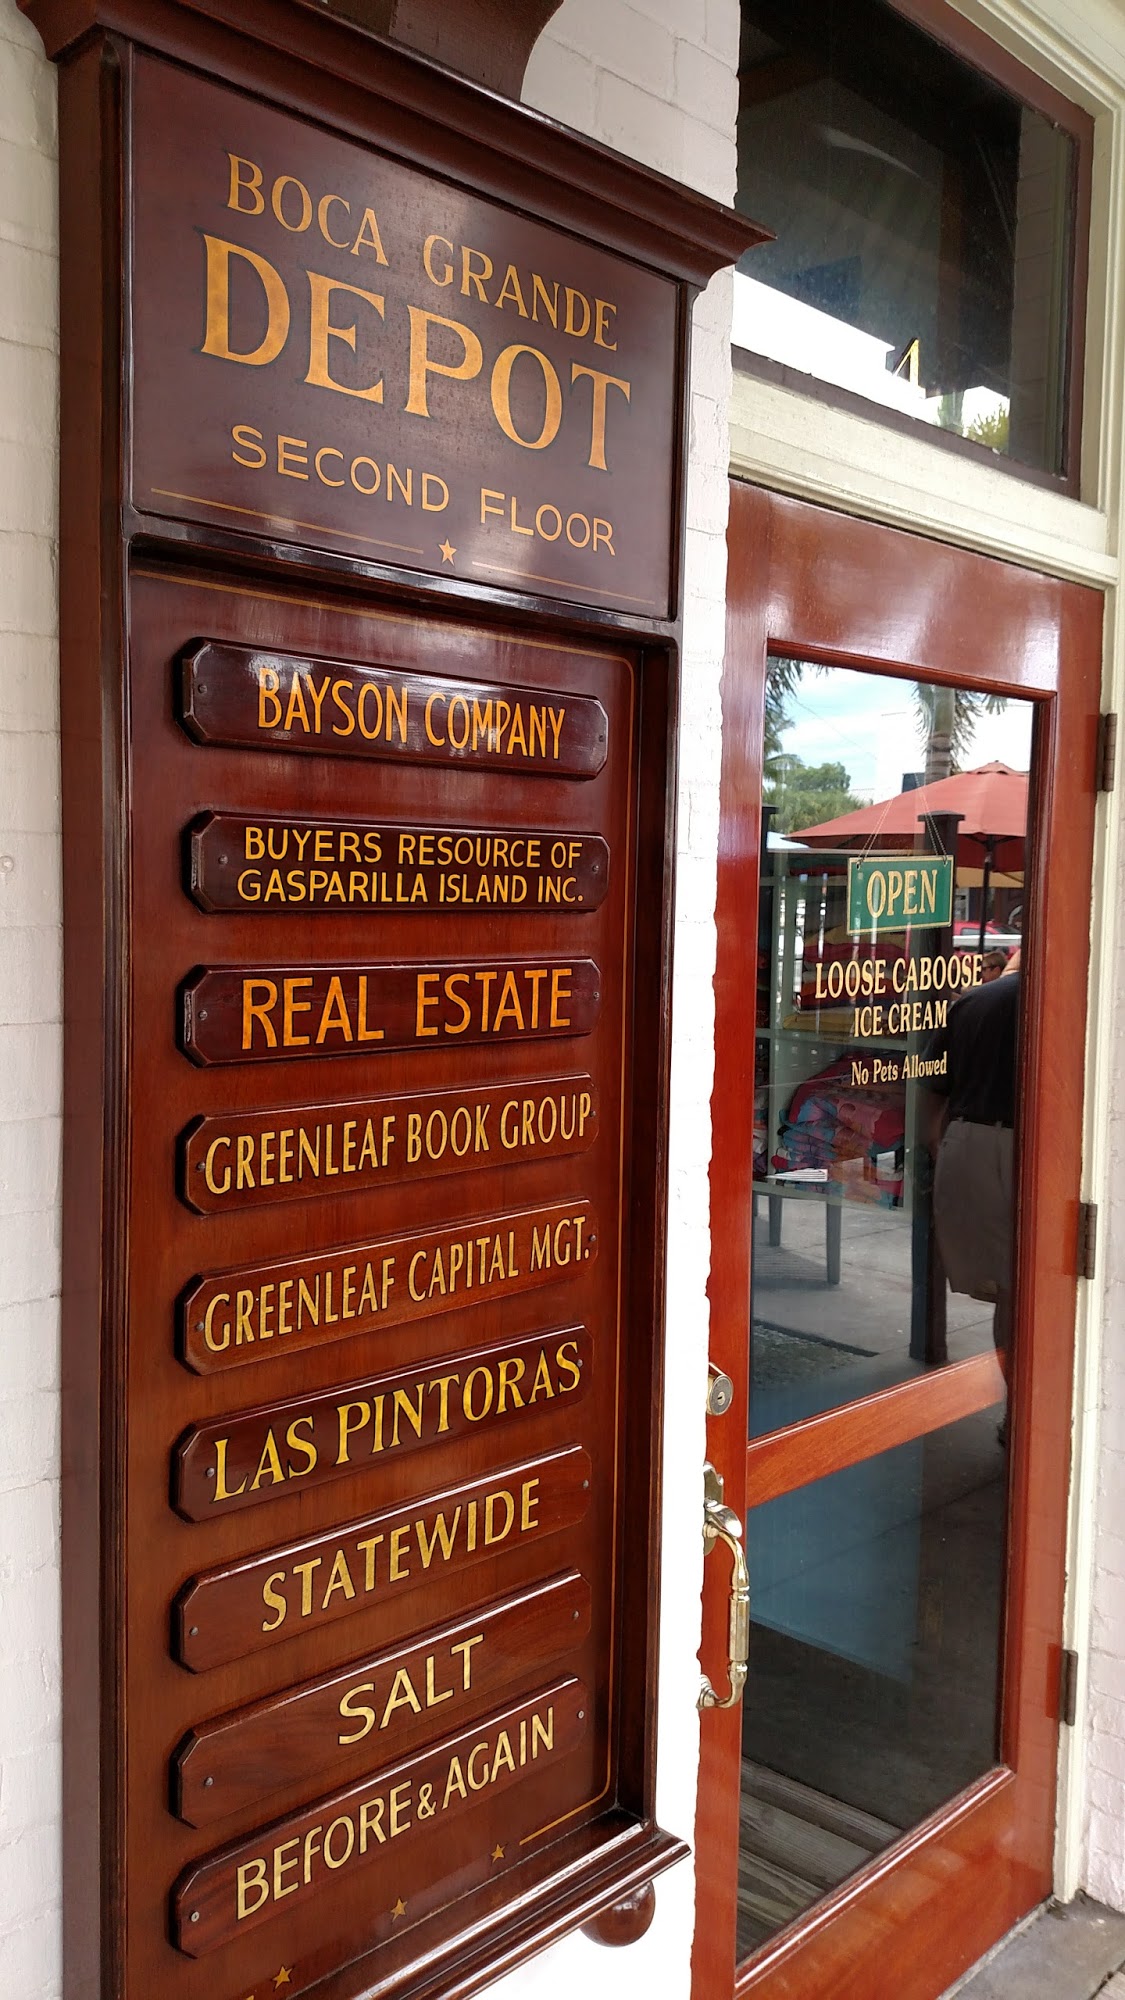 BOCA GRANDE
DEPOT
SECOND FLOOR
BAYSON COMPANY
BUYERS RESOURCE OF
GASPARILLA ISLAND INC.
REAL ESTATE
GREENLEAF BOOK GROUP
GREENLEAF CAPITAL MGT.
LAS PINTORAS
STATEWIDE
SALT
BEFORE & AGAIN
OPEN
LOOSE CABOOSE
ICE CREAM
No Pets Allowed